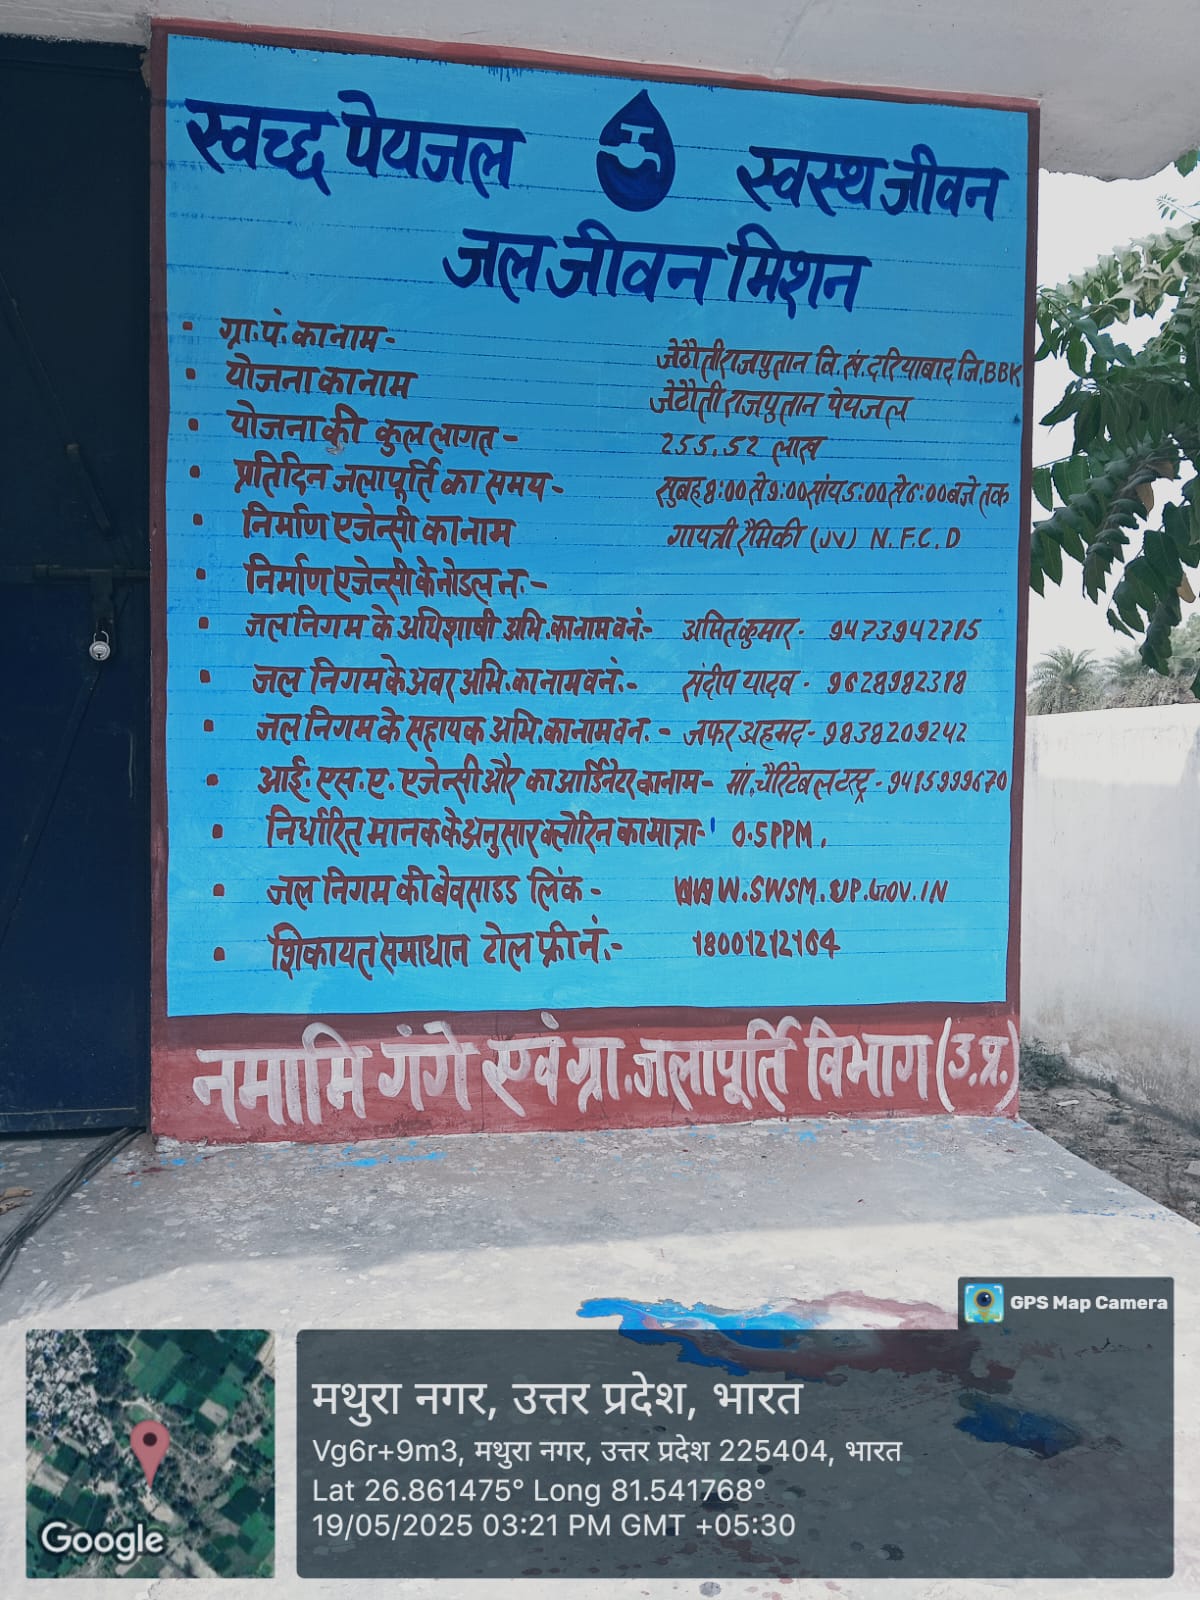 स्वच्छ पेयजल स्वस्थ जीवन
जल जीवन मिशन
ग्रा.पं. का नाम- जेठौती राजपुतान वि.स. दरियाबाद जि, BBK
योजना का नाम जेठौती राजपुतान पेयजल
योजना की कुल लागत - 255.52 लाख
प्रतिदिन जलापूर्ति का समय- सुबह 8:00 से 9:00 सांय 5:00 से 6:00 बजे तक
निर्माण एजेन्सी का नाम गायत्री रैमिकी (JV) N.F.C.D
निर्माण एजेन्सी के नोडल न.-
जल निगम के अधिशाषी अभि. का नाम व नं:- अमित कुमार- 9473942715
जल निगम के अवर अभि. का नाम व नं.- संदीप यादव- 9628982318
जल निगम के सहायक अभि. का नाम व न. - जफर अहमद- 9838209242
आई. एस. ए. एजेन्सी और का आर्डिनेटर का नाम- मां. चैरिटेबल टस्ट्र - 9415999670
निर्धारित मानक के अनुसार क्लोरिन का मात्रा- 0.5PPM.
जल निगम की बेवसाडड लिंक- WWW.SWSM.UP.GOV.IN
शिकायत समाधान टोल फ्री नं:- 18001212164
नमामि गंगे एवं ग्रा. जलापूर्ति विभाग (उ.प्र.)
GPS Map Camera
मथुरा नगर, उत्तर प्रदेश, भारत
Vg6r+9m3, मथुरा नगर, उत्तर प्रदेश 225404, भारत
Lat 26.861475° Long 81.541768°
19/05/2025 03:21 PM GMT +05:30
Google